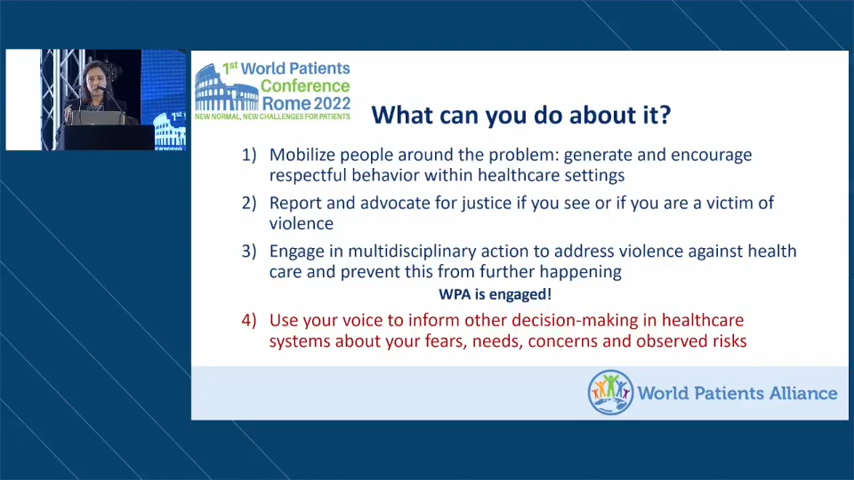 1st World Patients
Conference
Rome 2022
NEW NORMAL, NEW CHALLENGES FOR PATIENTS
What can you do about it?
1) Mobilize people around the problem: generate and encourage
respectful behavior within healthcare settings
2) Report and advocate for justice if you see or if you are a victim of
violence
3) Engage in multidisciplinary action to address violence against health
care and prevent this from further happening
WPA is engaged!
4) Use your voice to inform other decision-making in healthcare
systems about your fears, needs, concerns and observed risks
World Patients Alliance